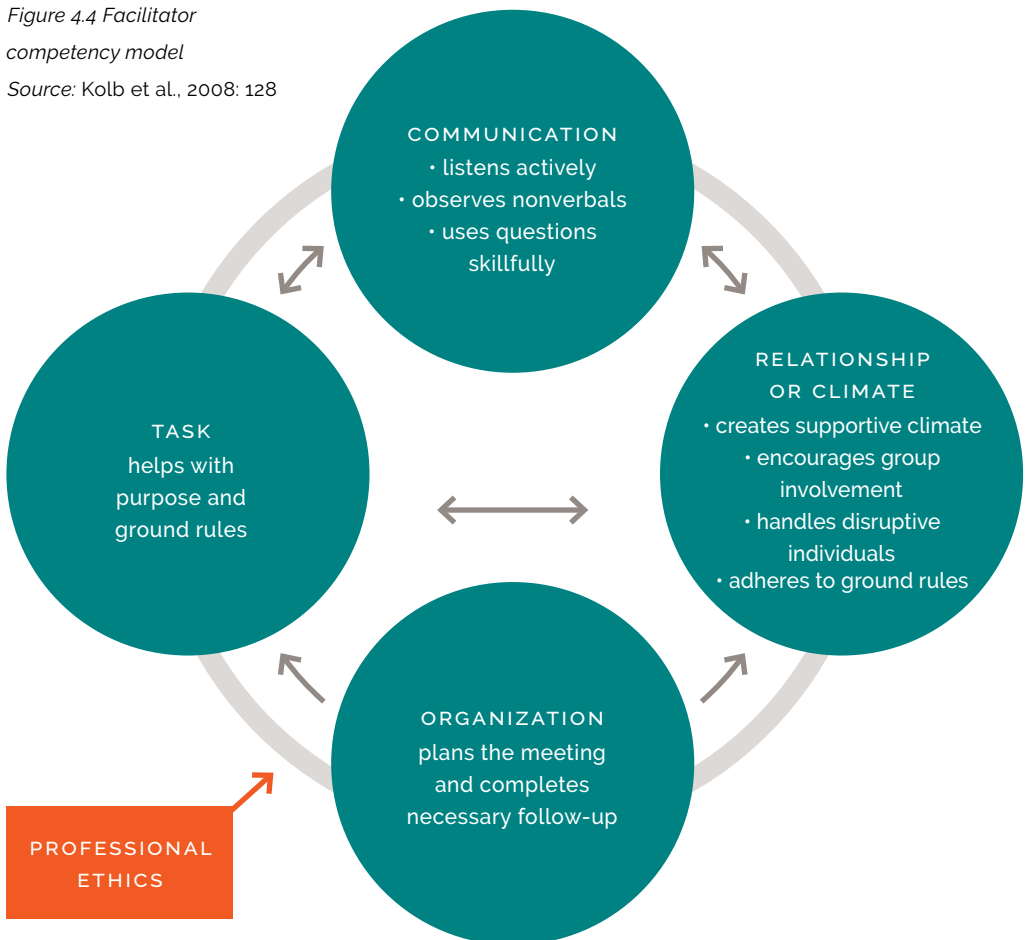 Figure 4.4 Facilitator
competency model
Source: Kolb et al., 2008: 128
COMMUNICATION
• listens actively
• observes nonverbals
• uses questions
skillfully
TASK
helps with
purpose and
ground rules
RELATIONSHIP
OR CLIMATE
• creates supportive climate
• encourages group
involvement
• handles disruptive
individuals
• adheres to ground rules
ORGANIZATION
plans the meeting
and completes
necessary follow-up
PROFESSIONAL
ETHICS